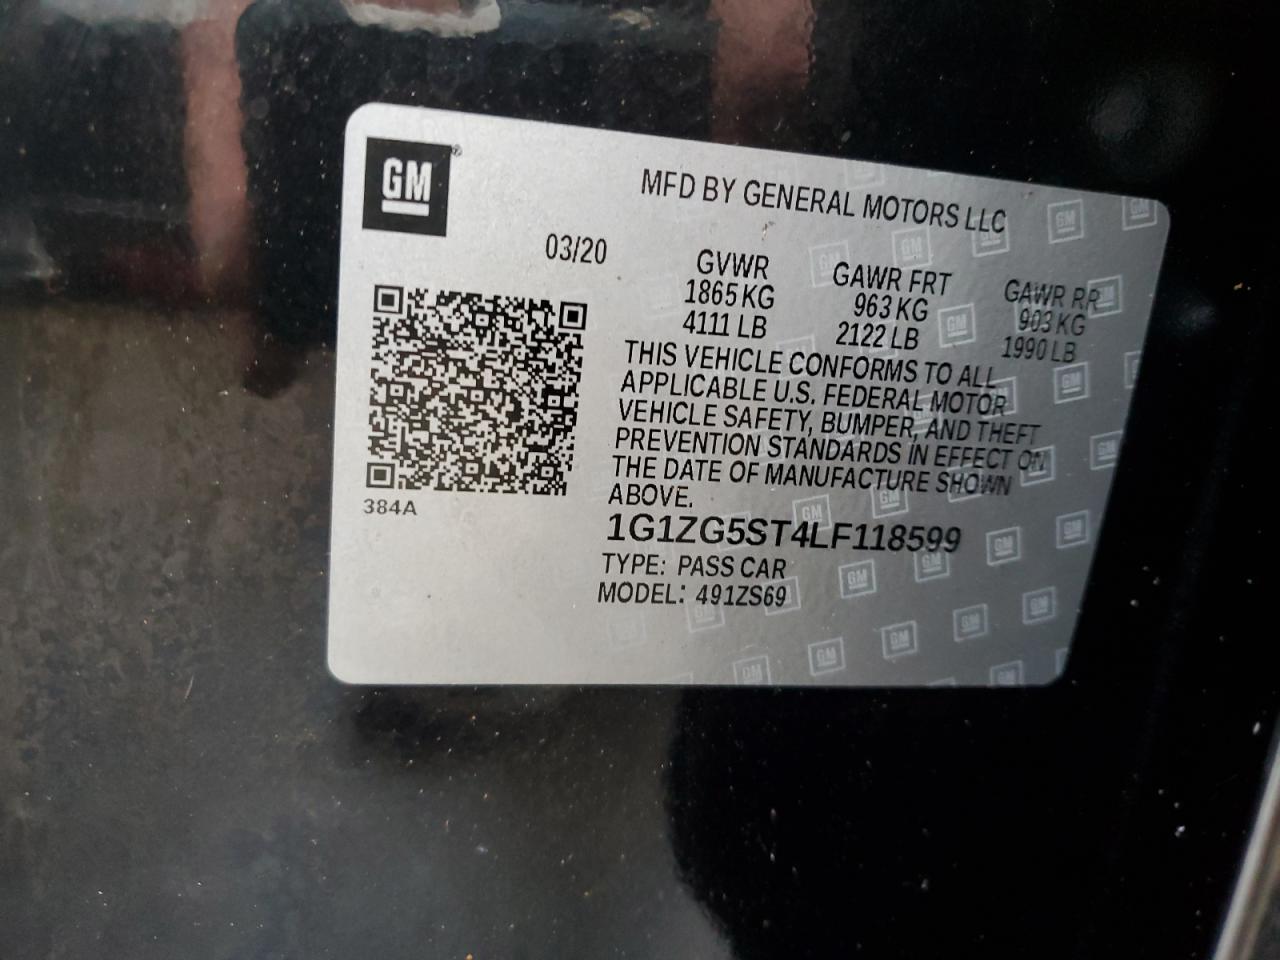 GM
MFD BY GENERAL MOTORS LLC
03/20
GVWR GAWR FRT GAWR RR
1865 KG 963 KG 903 KG
4111 LB 2122 LB 1990 LB
THIS VEHICLE CONFORMS TO ALL
APPLICABLE U.S. FEDERAL MOTOR
VEHICLE SAFETY, BUMPER, AND THEFT
PREVENTION STANDARDS IN EFFECT ON
THE DATE OF MANUFACTURE SHOWN
ABOVE.
384A
1G1ZG5ST4LF118599
TYPE: PASS CAR
MODEL: 491ZS69